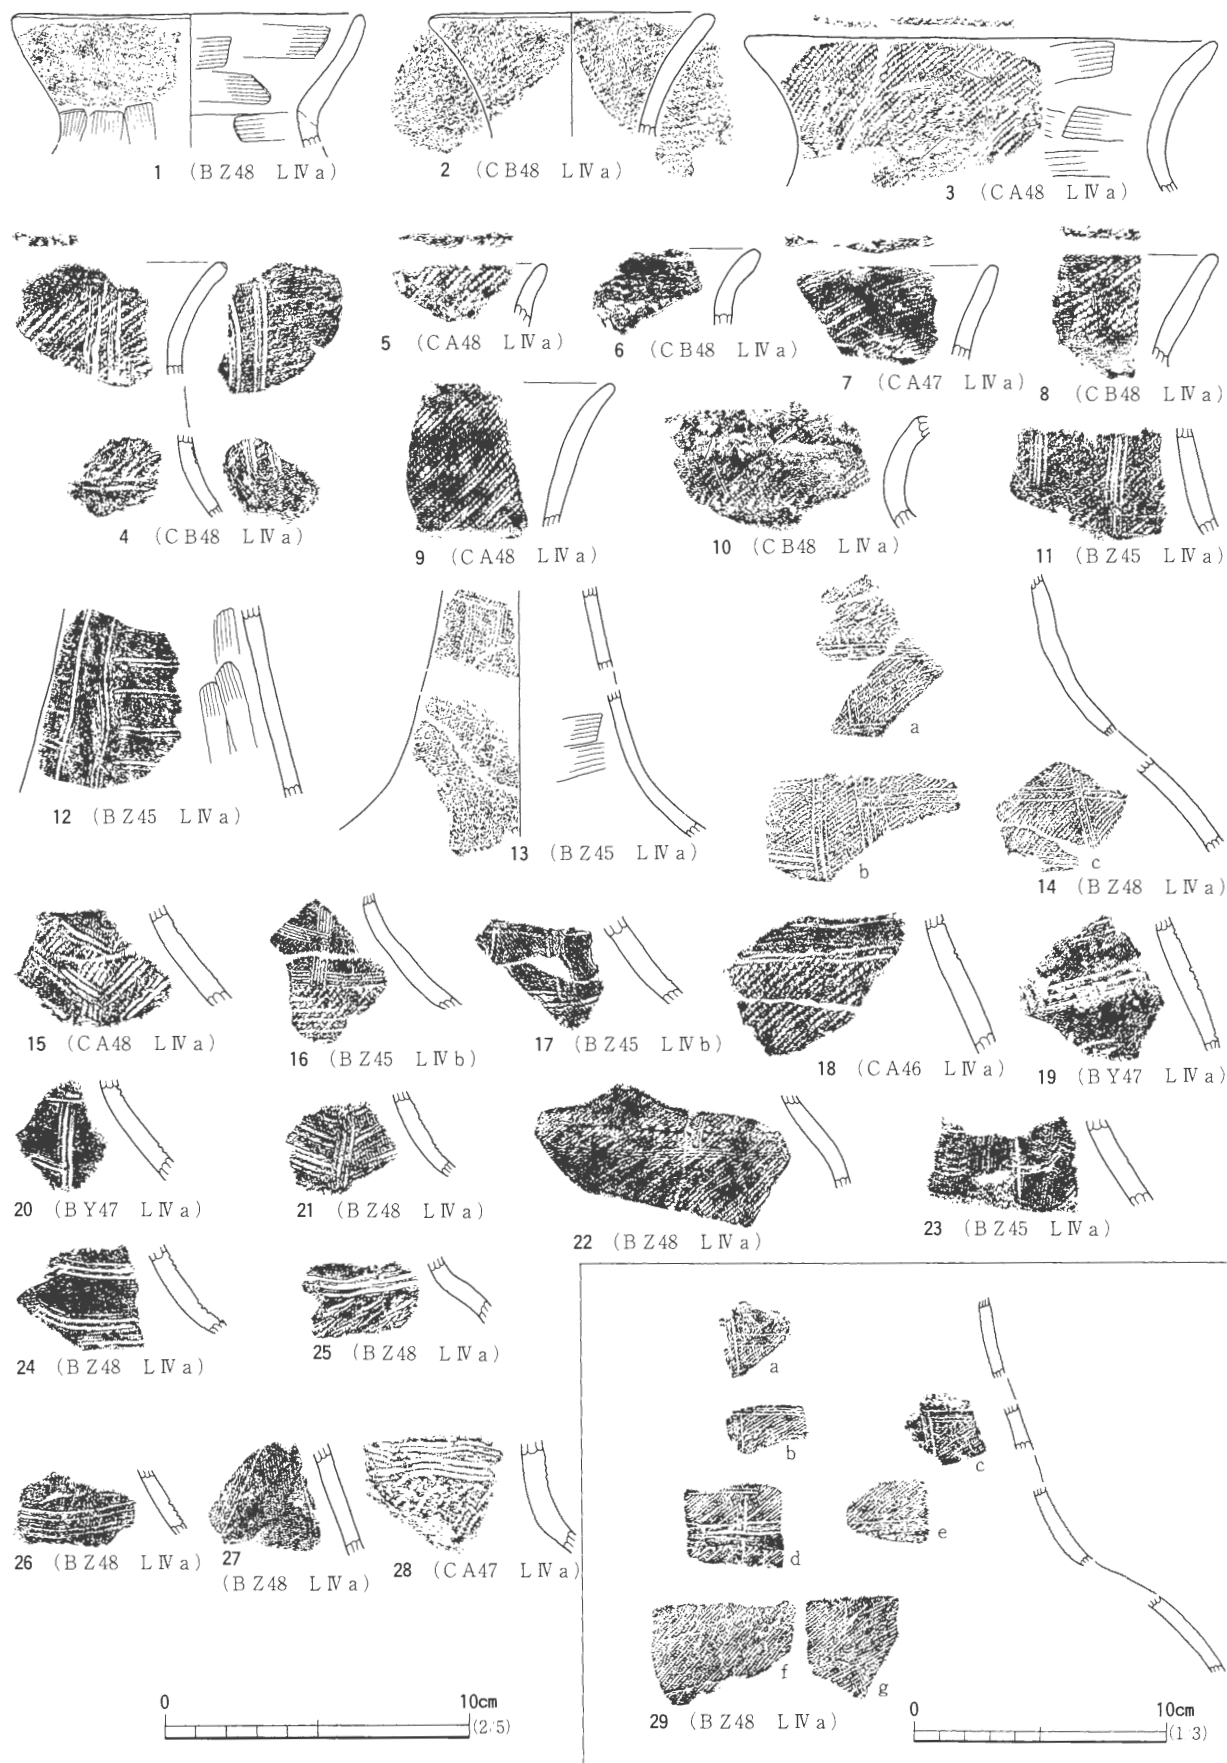 1 (BZ48 LⅣa)
2 (CB48 LⅣa)
3 (CA48 LⅣa)
4 (CB48 LⅣa)
5 (CA48 LⅣa)
6 (CB48 LⅣa)
7 (CA47 LⅣa)
8 (CB48 LⅣa)
9 (CA48 LⅣa)
10 (CB48 LⅣa)
11 (BZ45 LⅣa)
12 (BZ45 LⅣa)
13 (BZ45 LⅣa)
a
b
c
14 (BZ48 LⅣa)
15 (CA48 LⅣa)
16 (BZ45 LⅣb)
17 (BZ45 LⅣb)
18 (CA46 LⅣa)
19 (BY47 LⅣa)
20 (BY47 LⅣa)
21 (BZ48 LⅣa)
22 (BZ48 LⅣa)
23 (BZ45 LⅣa)
24 (BZ48 LⅣa)
25 (BZ48 LⅣa)
26 (BZ48 LⅣa)
27
(BZ48 LⅣa)
28 (CA47 LⅣa)
a
b
c
d
e
f
g
29 (BZ48 LⅣa)
0 10cm
(2/5)
0 10cm
(1/3)